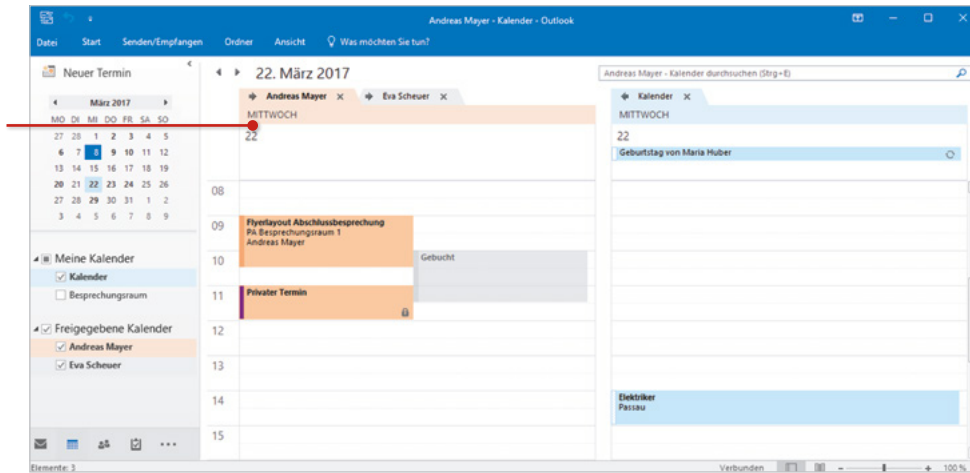 Andreas Mayer - Kalender - Outlook
Datei Start Senden/Empfangen Ordner Ansicht Was möchten Sie tun?
Neuer Termin
März 2017
MO DI MI DO FR SA SO
27 28 1 2 3 4 5
6 7 8 9 10 11 12
13 14 15 16 17 18 19
20 21 22 23 24 25 26
27 28 29 30 31 1 2
3 4 5 6 7 8 9
Meine Kalender
Kalender
Besprechungsraum
Freigegebene Kalender
Andreas Mayer
Eva Scheuer
22. März 2017
Andreas Mayer - Kalender durchsuchen (Strg+E)
Andreas Mayer Eva Scheuer Kalender
MITTWOCH MITTWOCH
22 22
Geburtstag von Maria Huber
08
09 Flyerlayout Abschlussbesprechung
PA Besprechungsraum 1
Andreas Mayer
10 Gebucht
11 Privater Termin
12
13
14 Elektriker
Passau
15
Elemente: 3 Verbunden - + 100 %